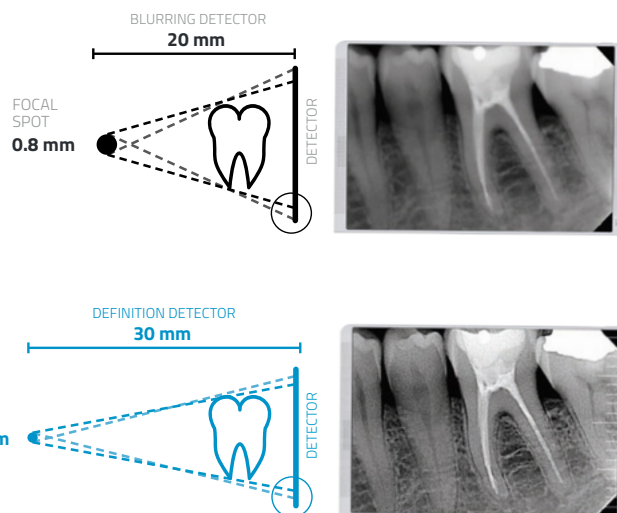 BLURRING DETECTOR
20 mm
FOCAL
SPOT
0.8 mm
DETECTOR
DEFINITION DETECTOR
30 mm
DETECTOR